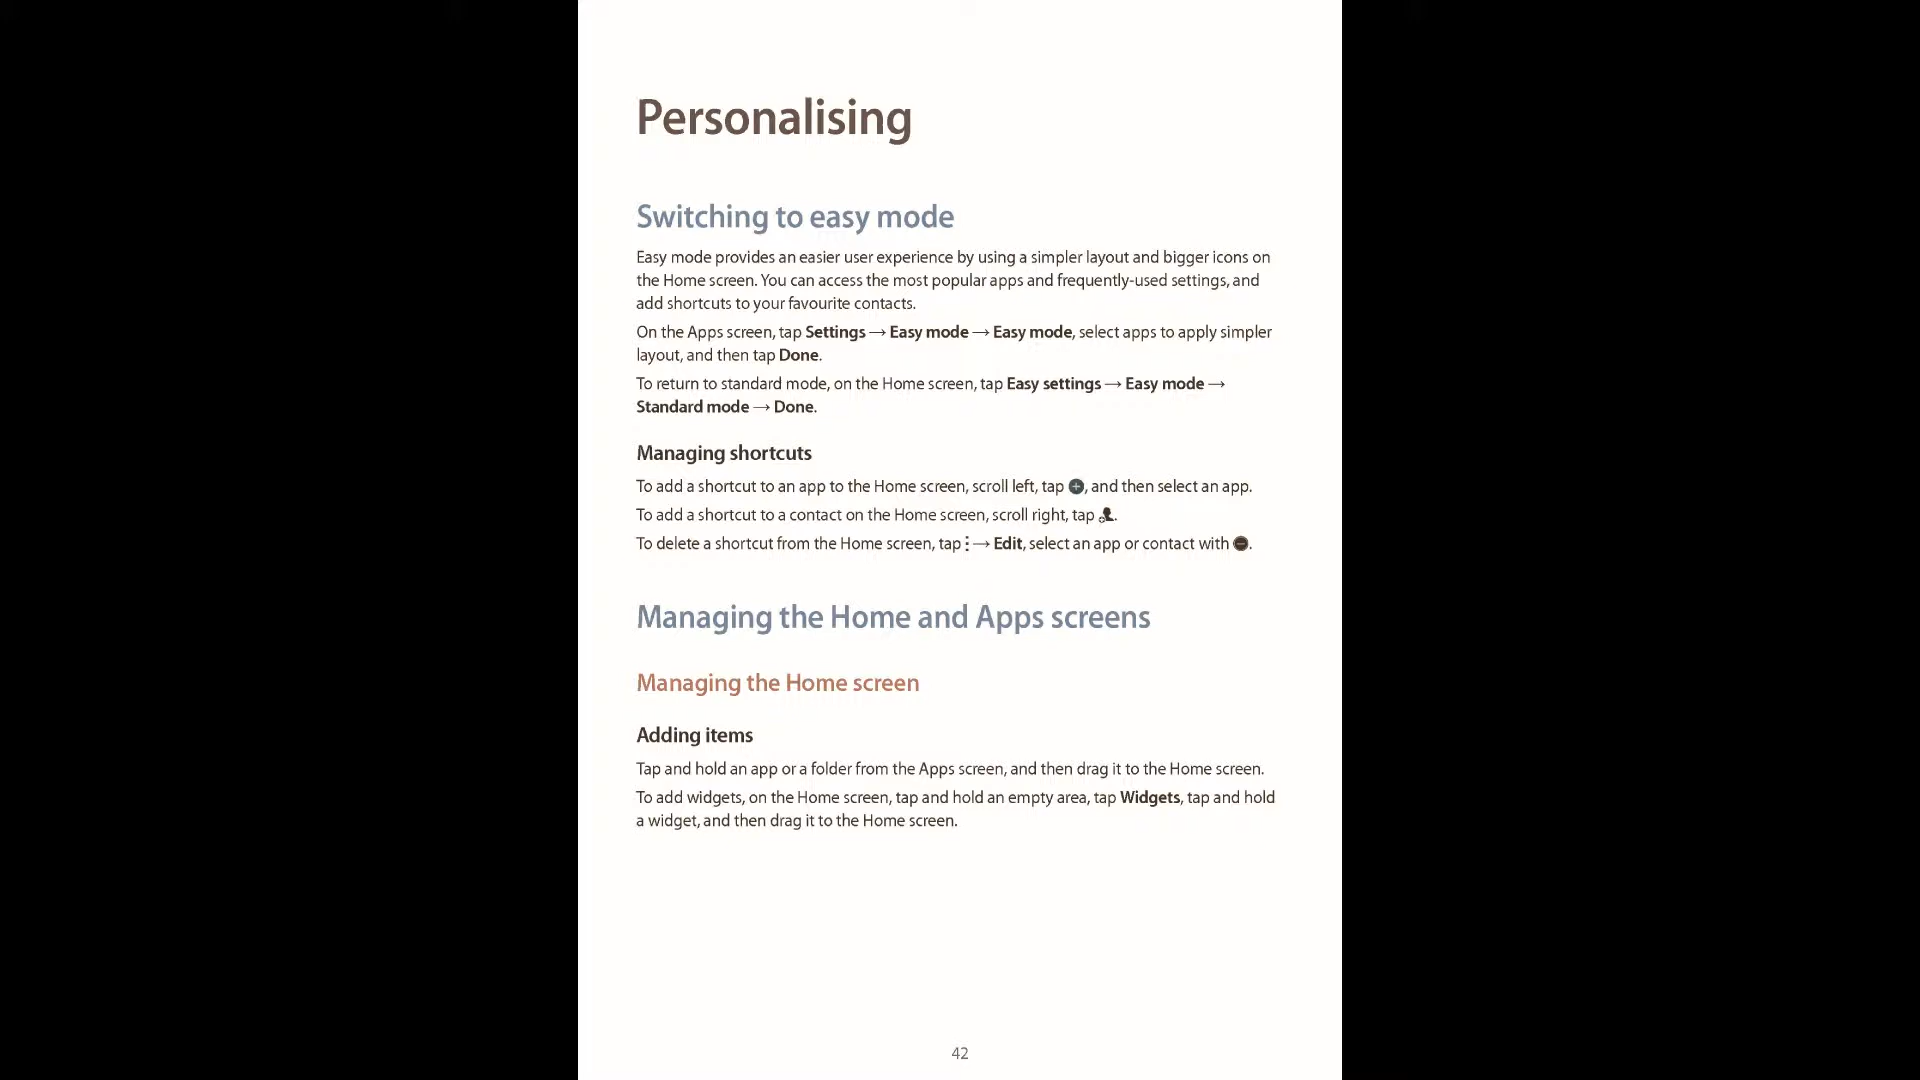 Personalising
Switching to easy mode
Easy mode provides an easier user experience by using a simpler layout and bigger icons on
the Home screen. You can access the most popular apps and frequently-used settings, and
add shortcuts to your favourite contacts.
On the Apps screen, tap Settings → Easy mode → Easy mode, select apps to apply simpler
layout, and then tap Done.
To return to standard mode, on the Home screen, tap Easy settings → Easy mode →
Standard mode → Done.
Managing shortcuts
To add a shortcut to an app to the Home screen, scroll left, tap , and then select an app.
To add a shortcut to a contact on the Home screen, scroll right, tap .
To delete a shortcut from the Home screen, tap → Edit, select an app or contact with .
Managing the Home and Apps screens
Managing the Home screen
Adding items
Tap and hold an app or a folder from the Apps screen, and then drag it to the Home screen.
To add widgets, on the Home screen, tap and hold an empty area, tap Widgets, tap and hold
a widget, and then drag it to the Home screen.
42